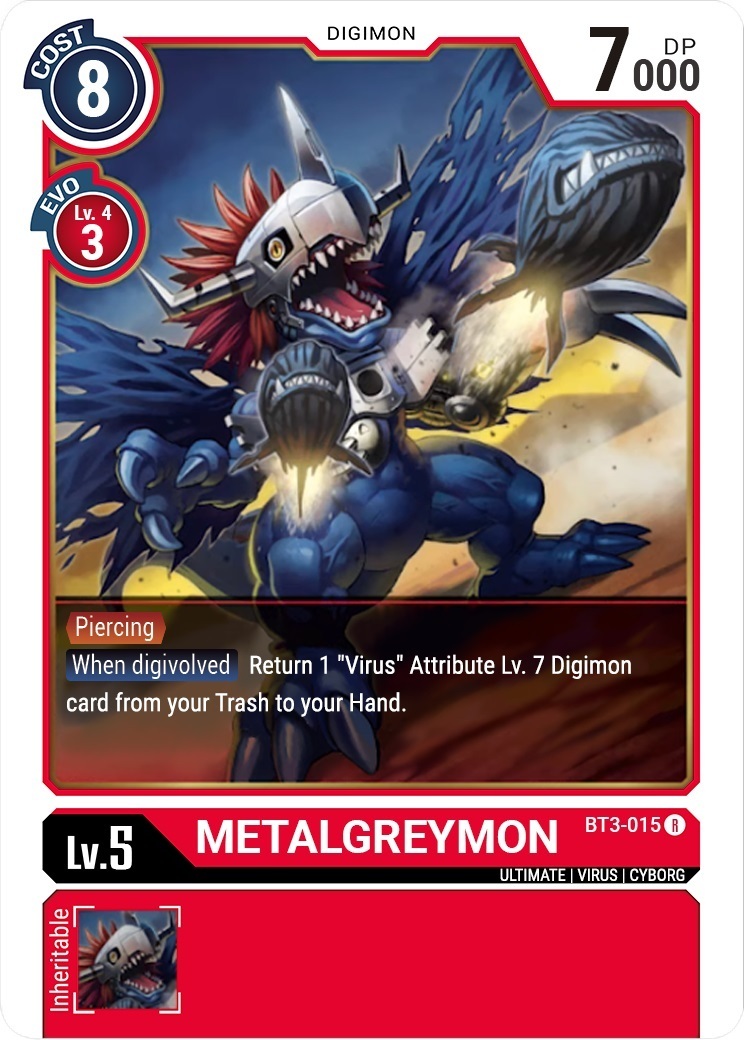 DIGIMON
COST
8
7000
DP
EVO
Lv. 4
3
Piercing
When digivolved Return 1 "Virus" Attribute Lv. 7 Digimon
card from your Trash to your Hand.
Lv.5
METALGREYMON
BT3-015 R
ULTIMATE | VIRUS | CYBORG
Inheritable